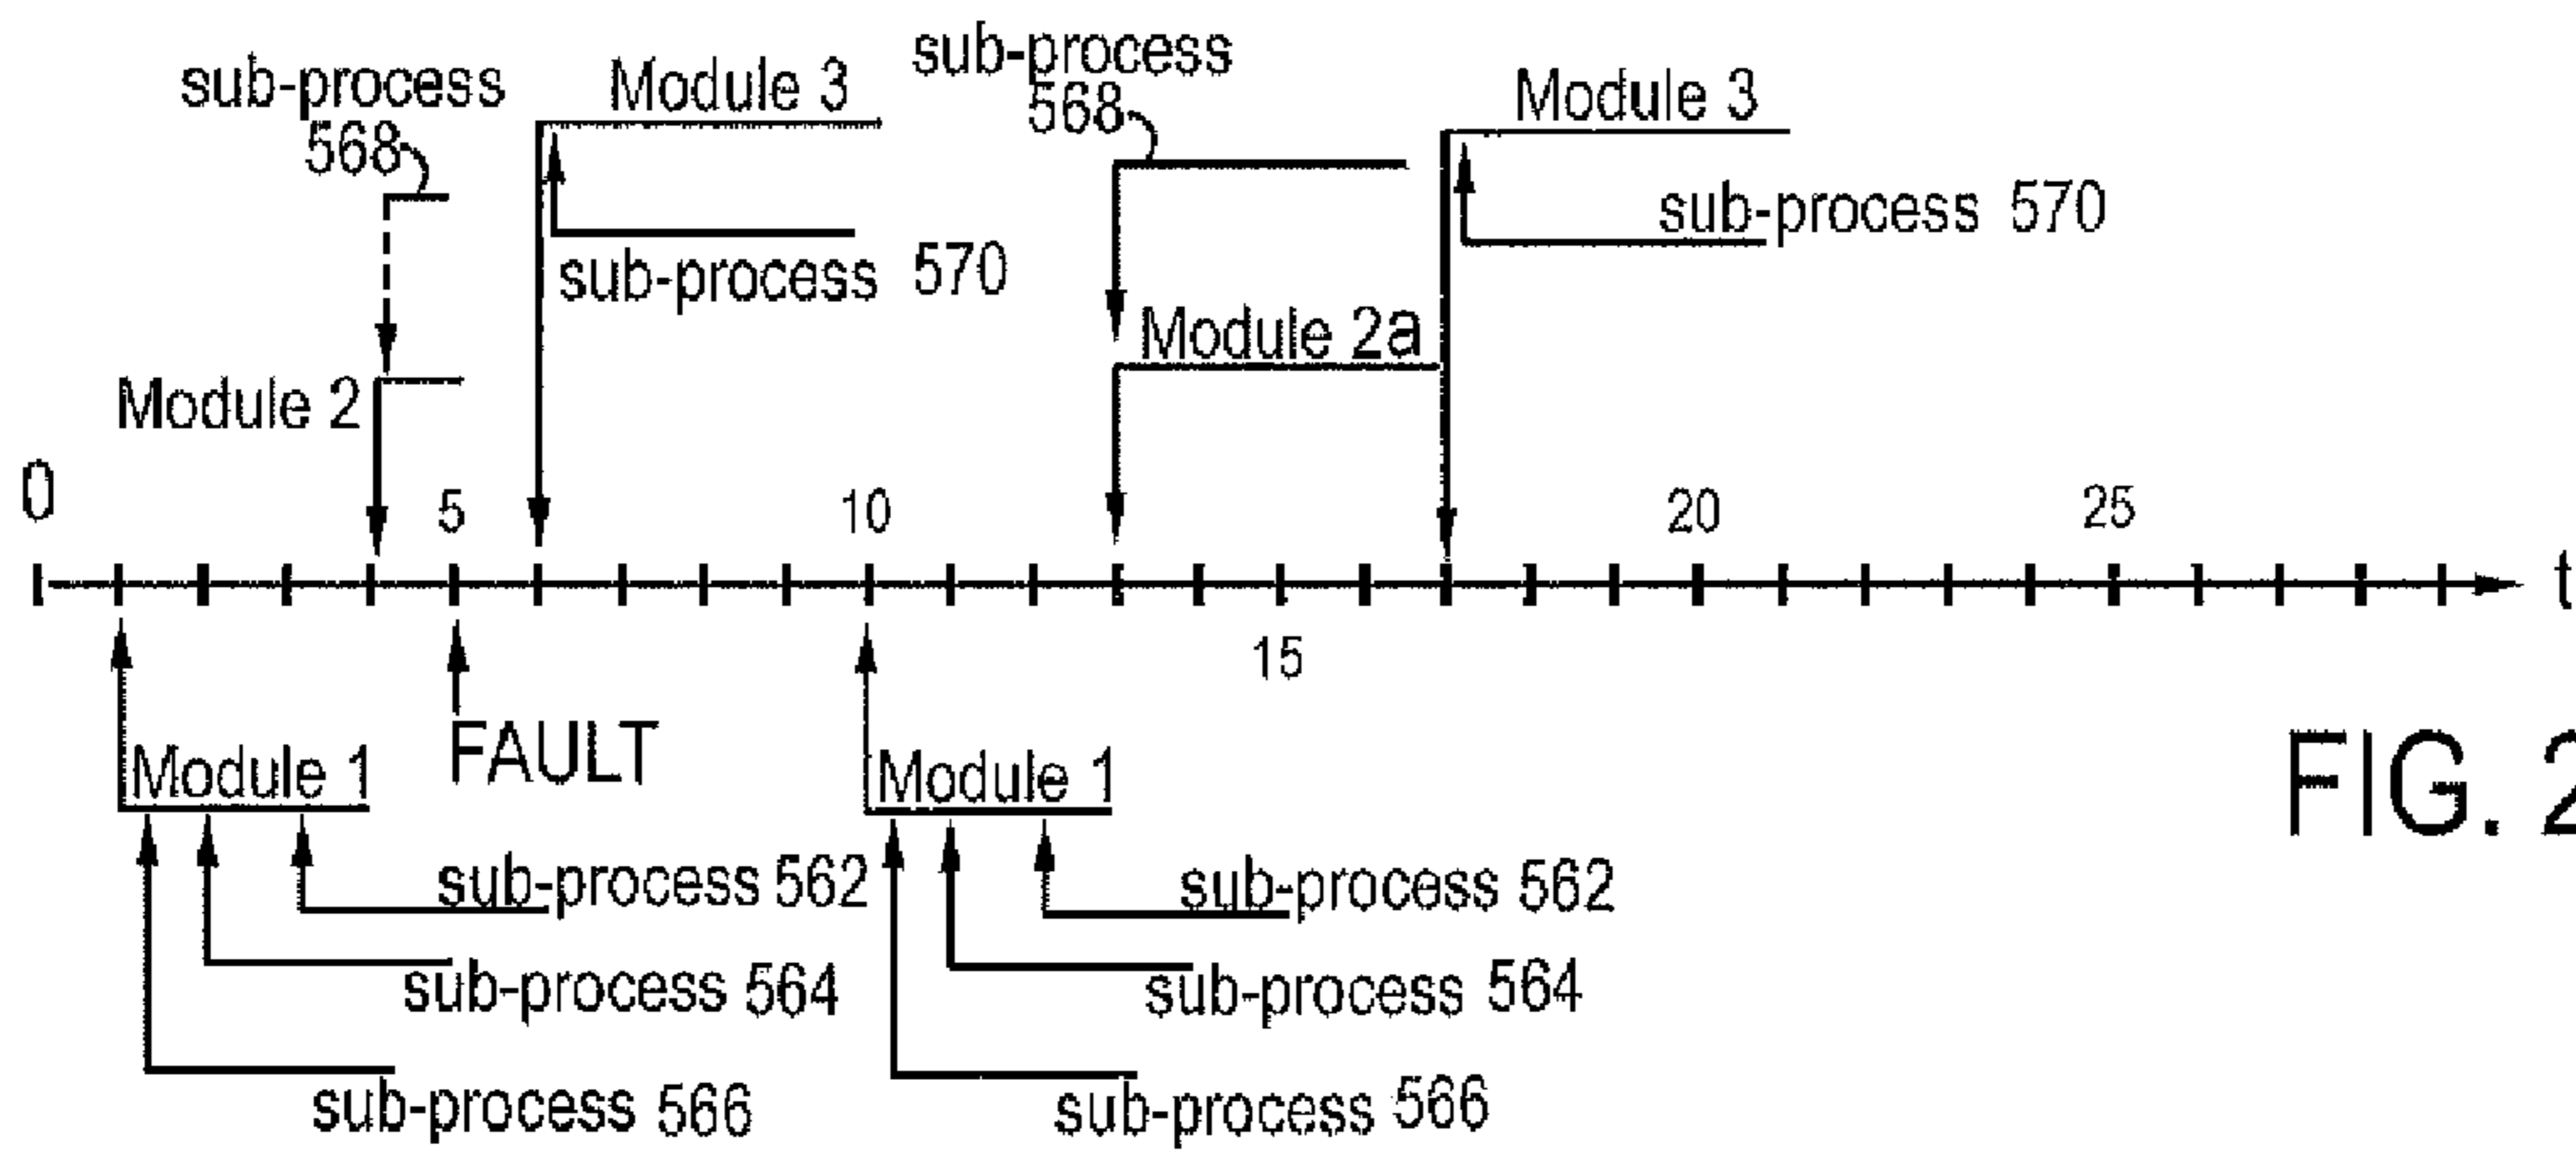 sub-process
568
Module 3
sub-process
568
Module 3
sub-process 570
sub-process 570
Module 2a
Module 2
0
5
10
20
25
t
15
FAULT
Module 1
Module 1
FIG. 2
sub-process 562
sub-process 562
sub-process 564
sub-process 564
sub-process 566
sub-process 566